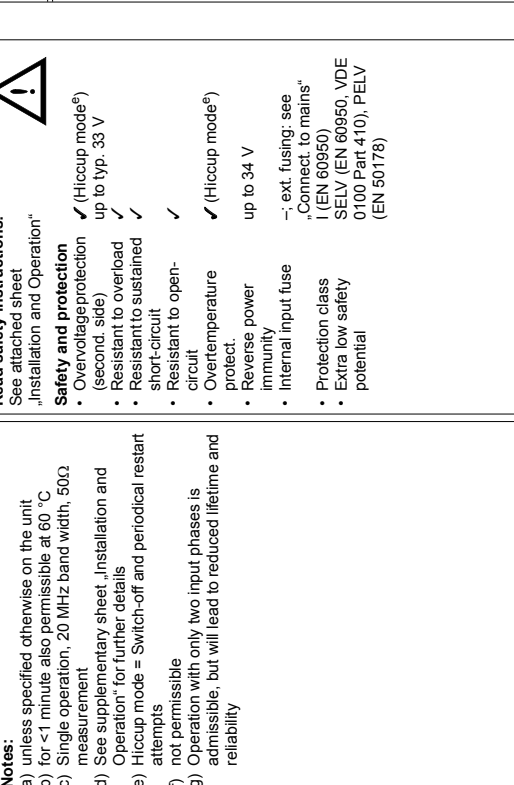 See attached sheet
„Installation and Operation“
Safety and protection
• Overvoltageprotection ✓ (Hiccup modeᵉ)
(second. side) up to typ. 33 V
• Resistant to overload ✓
• Resistant to sustained ✓
short-circuit
• Resistant to open- ✓
circuit
• Overtemperature ✓ (Hiccup modeᵉ)
protect.
• Reverse power up to 34 V
immunity
• Internal input fuse –; ext. fusing: see
„Connect. to mains“
• Protection class I (EN 60950)
• Extra low safety SELV (EN 60950, VDE
potential 0100 Part 410), PELV
(EN 50178)
Notes:
a) unless specified otherwise on the unit
b) for <1 minute also permissible at 60 °C
c) Single operation, 20 MHz band width, 50Ω
measurement
d) See supplementary sheet „Installation and
Operation“ for further details
e) Hiccup mode = Switch-off and periodical restart
attempts
f) not permissible
g) Operation with only two input phases is
admissible, but will lead to reduced lifetime and
reliability